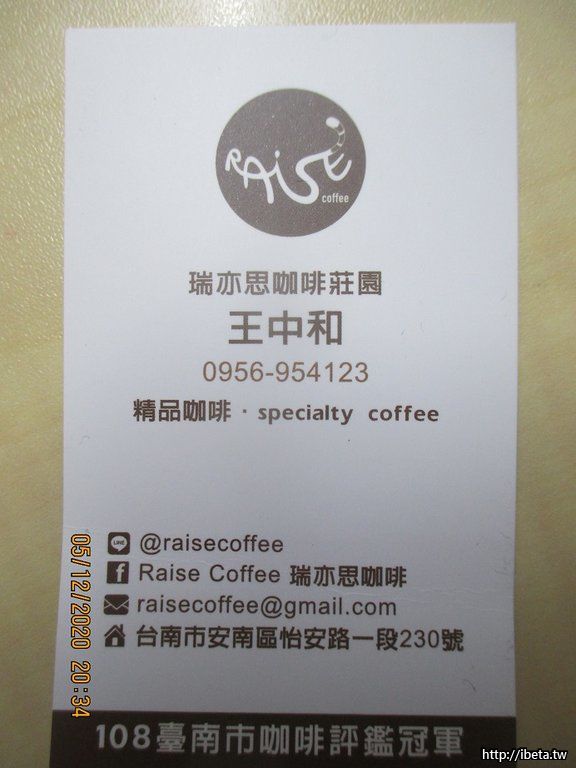 RAiSE
coffee
瑞亦思咖啡莊園
王中和
0956-954123
精品咖啡 · specialty coffee
LINE @raisecoffee
f Raise Coffee 瑞亦思咖啡
raisecoffee@gmail.com
台南市安南區怡安路一段230號
108臺南市咖啡評鑑冠軍
05/12/2020 20:34
http://ibeta.tw